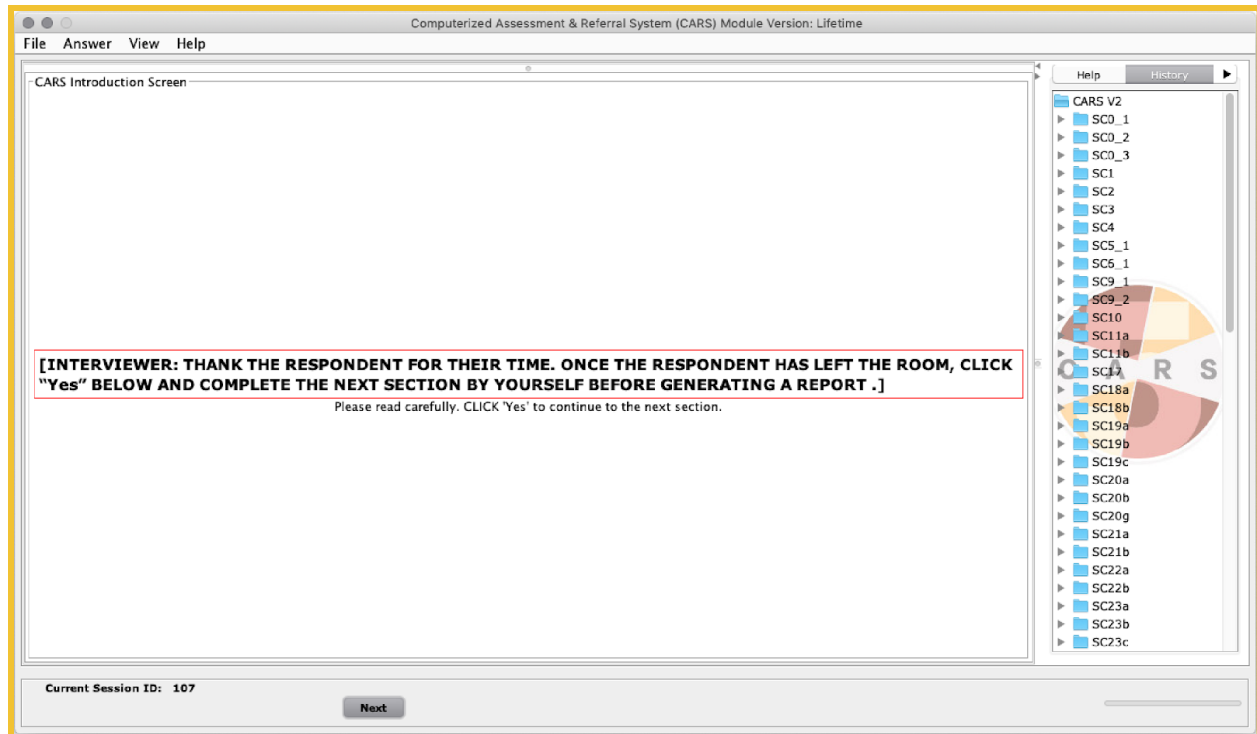 Computerized Assessment & Referral System (CARS) Module Version: Lifetime
File Answer View Help
CARS Introduction Screen
[INTERVIEWER: THANK THE RESPONDENT FOR THEIR TIME. ONCE THE RESPONDENT HAS LEFT THE ROOM, CLICK
“Yes” BELOW AND COMPLETE THE NEXT SECTION BY YOURSELF BEFORE GENERATING A REPORT .]
Please read carefully. CLICK 'Yes' to continue to the next section.
Help History
CARS V2
SC0_1
SC0_2
SC0_3
SC1
SC2
SC3
SC4
SC5_1
SC6_1
SC9_1
SC9_2
SC10
SC11a
SC11b
SC17
SC18a
SC18b
SC19a
SC19b
SC19c
SC20a
SC20b
SC20g
SC21a
SC21b
SC22a
SC22b
SC23a
SC23b
SC23c
C A R S
Current Session ID: 107
Next